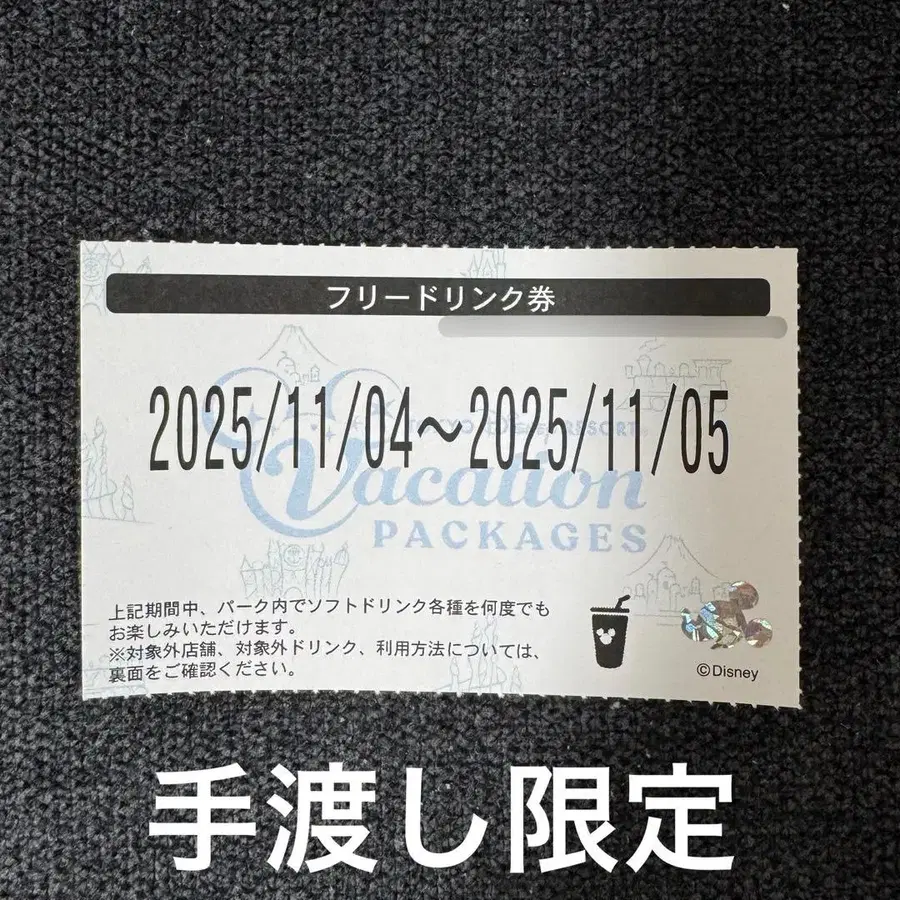 フリードリンク券
2025/11/04～2025/11/05
TOKYO Disney RESORT®
Vacation
PACKAGES
上記期間中、パーク内でソフトドリンク各種を何度でも
お楽しみいただけます。
※対象外店舗、対象外ドリンク、利用方法については、
裏面をご確認ください。
©Disney
手渡し限定